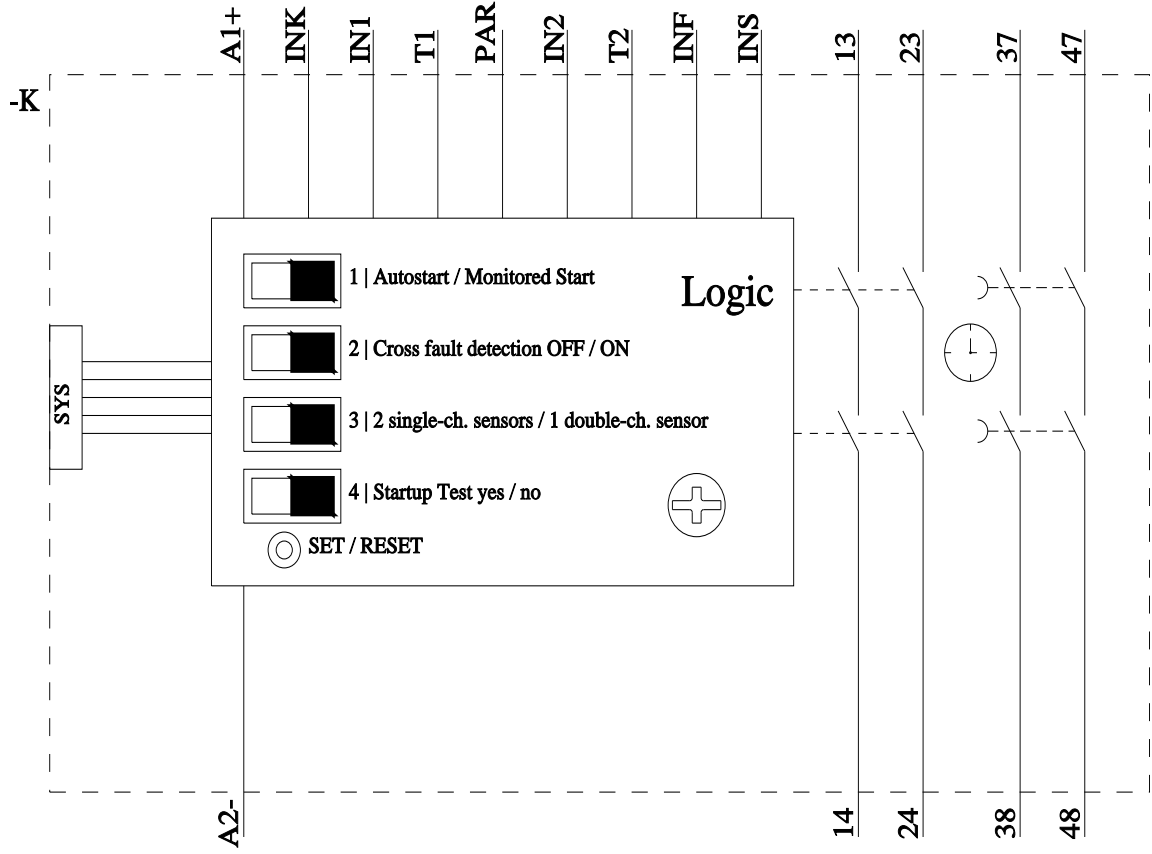 A1+
INK
IN1
T1
PAR
IN2
T2
INF
INS
13
23
37
47
-K
1 | Autostart / Monitored Start
Logic
2 | Cross fault detection OFF / ON
SYS
3 | 2 single-ch. sensors / 1 double-ch. sensor
4 | Startup Test yes / no
SET / RESET
A2-
14
24
38
48